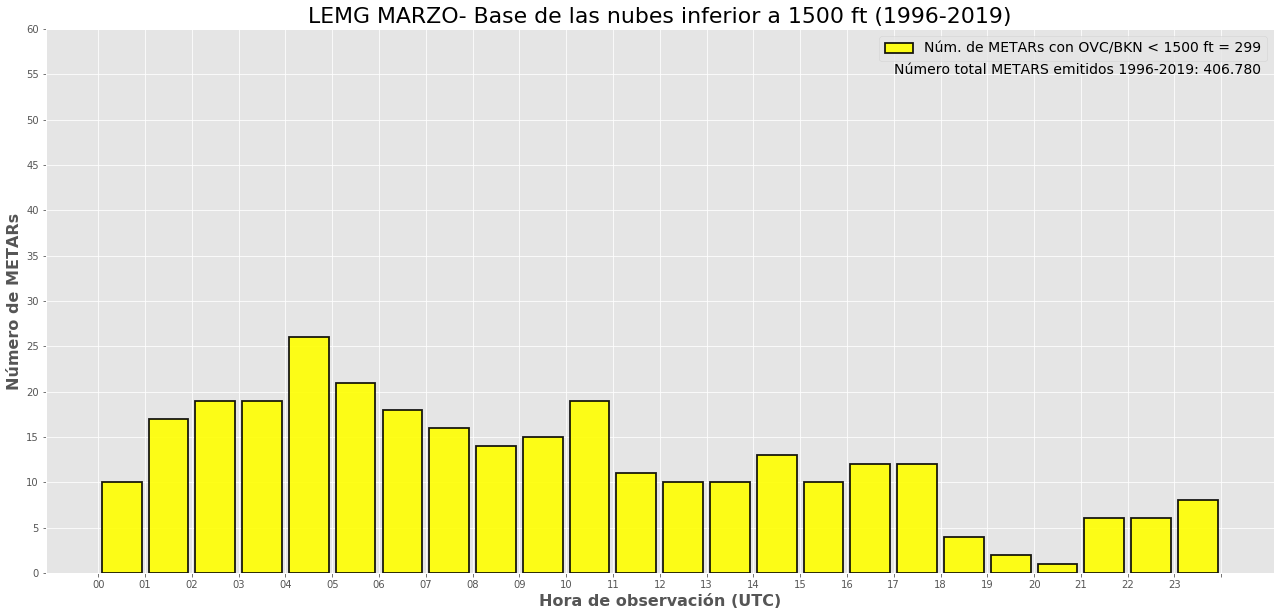 LEMG MARZO- Base de las nubes inferior a 1500 ft (1996-2019)
Núm. de METARs con OVC/BKN < 1500 ft = 299
Número total METARS emitidos 1996-2019: 406.780
Número de METARs
60
55
50
45
40
35
30
25
20
15
10
5
0
00 01 02 03 04 05 06 07 08 09 10 11 12 13 14 15 16 17 18 19 20 21 22 23
Hora de observación (UTC)